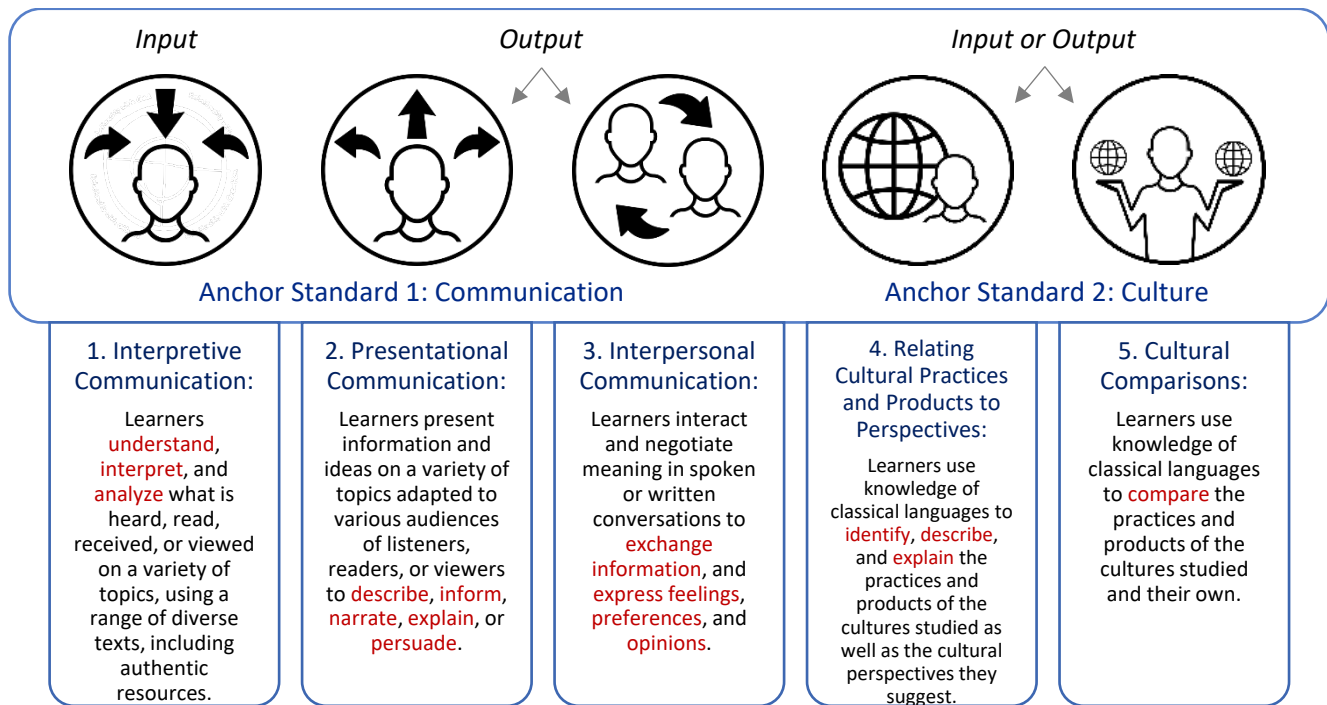 Input
Output
Input or Output
Anchor Standard 1: Communication
Anchor Standard 2: Culture
1. Interpretive
Communication:
Learners
understand,
interpret, and
analyze what is
heard, read,
received, or viewed
on a variety of
topics, using a
range of diverse
texts, including
authentic
resources.
2. Presentational
Communication:
Learners present
information and
ideas on a variety of
topics adapted to
various audiences
of listeners,
readers, or viewers
to describe, inform,
narrate, explain, or
persuade.
3. Interpersonal
Communication:
Learners interact
and negotiate
meaning in spoken
or written
conversations to
exchange
information, and
express feelings,
preferences, and
opinions.
4. Relating
Cultural Practices
and Products to
Perspectives:
Learners use
knowledge of
classical languages to
identify, describe,
and explain the
practices and
products of the
cultures studied as
well as the cultural
perspectives they
suggest.
5. Cultural
Comparisons:
Learners use
knowledge of
classical languages
to compare the
practices and
products of the
cultures studied
and their own.